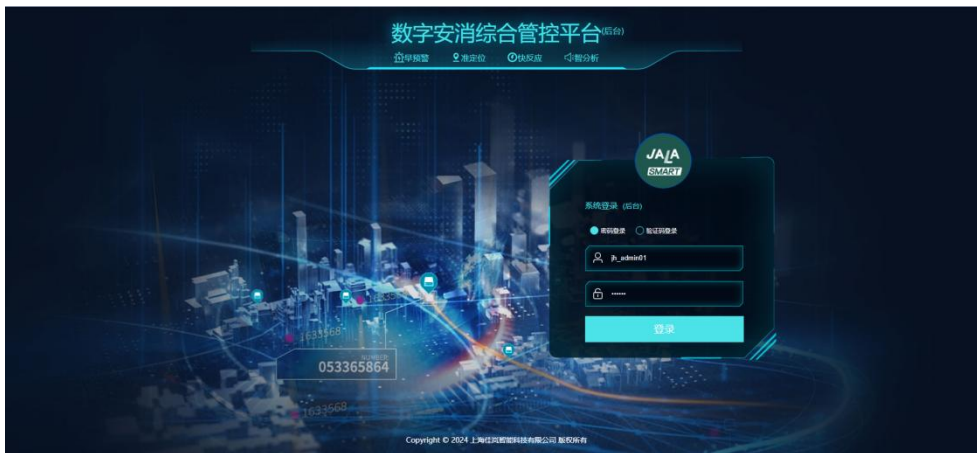 数字安消综合管控平台(后台)
早预警 准定位 快反应 智分析
JALA
SMART
系统登录 (后台)
密码登录 验证码登录
jh_admin01
······
登录
1633568
NUMBER:
053365864
1633568
Copyright © 2024 上海佳岚智能科技有限公司 版权所有